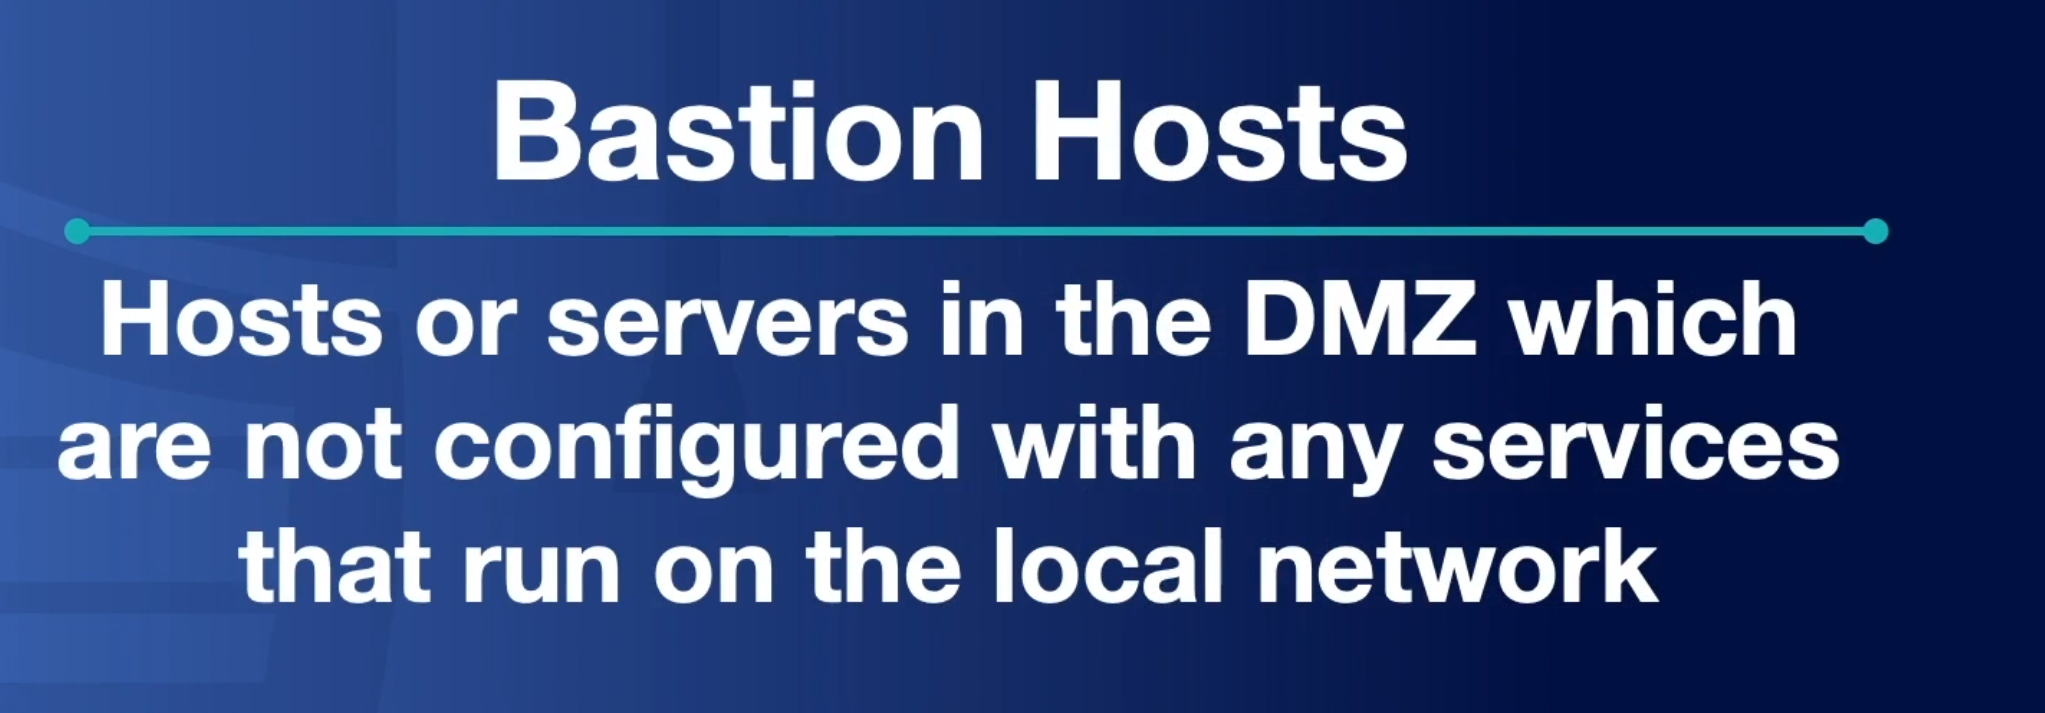 Bastion Hosts
Hosts or servers in the DMZ which
are not configured with any services
that run on the local network